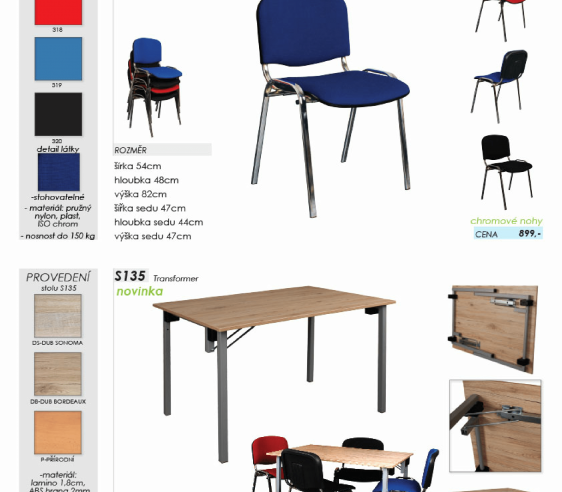 318
319
320
detail látky
-stohovatelné
- materiál: pružný
nylon, plast,
ISO chrom
- nosnost do 150 kg
ROZMĚR
šírka 54cm
hloubka 48cm
výška 82cm
šířka sedu 47cm
hloubka sedu 44cm
výška sedu 47cm
chromové nohy
CENA 899,-
PROVEDENÍ
stolu S135
DS-DUB SONOMA
DB-DUB BORDEAUX
P-PŘÍRODNÍ
-materiál:
lamino 1,8cm,
ABS hrana 2mm
S135 Transformer
novinka